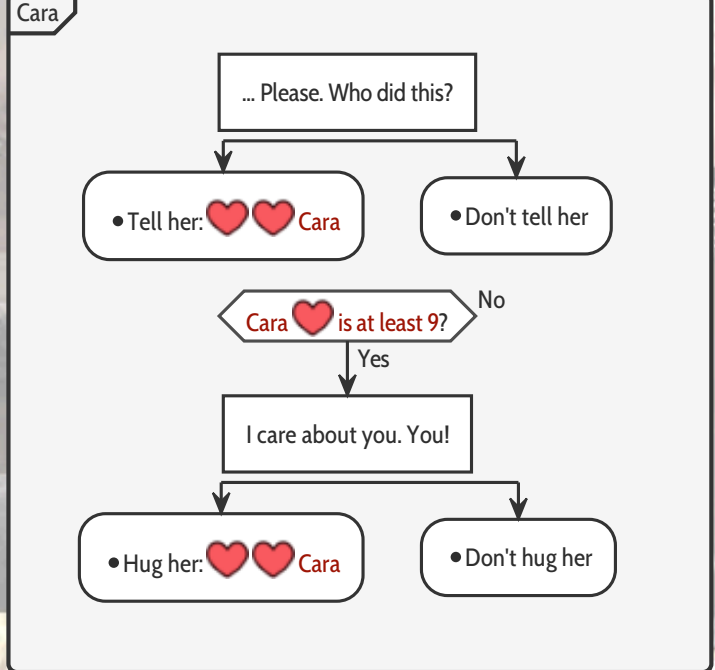 Cara
... Please. Who did this?
•Tell her: Cara
•Don't tell her
Cara is at least 9?
No
Yes
I care about you. You!
•Hug her: Cara
•Don't hug her